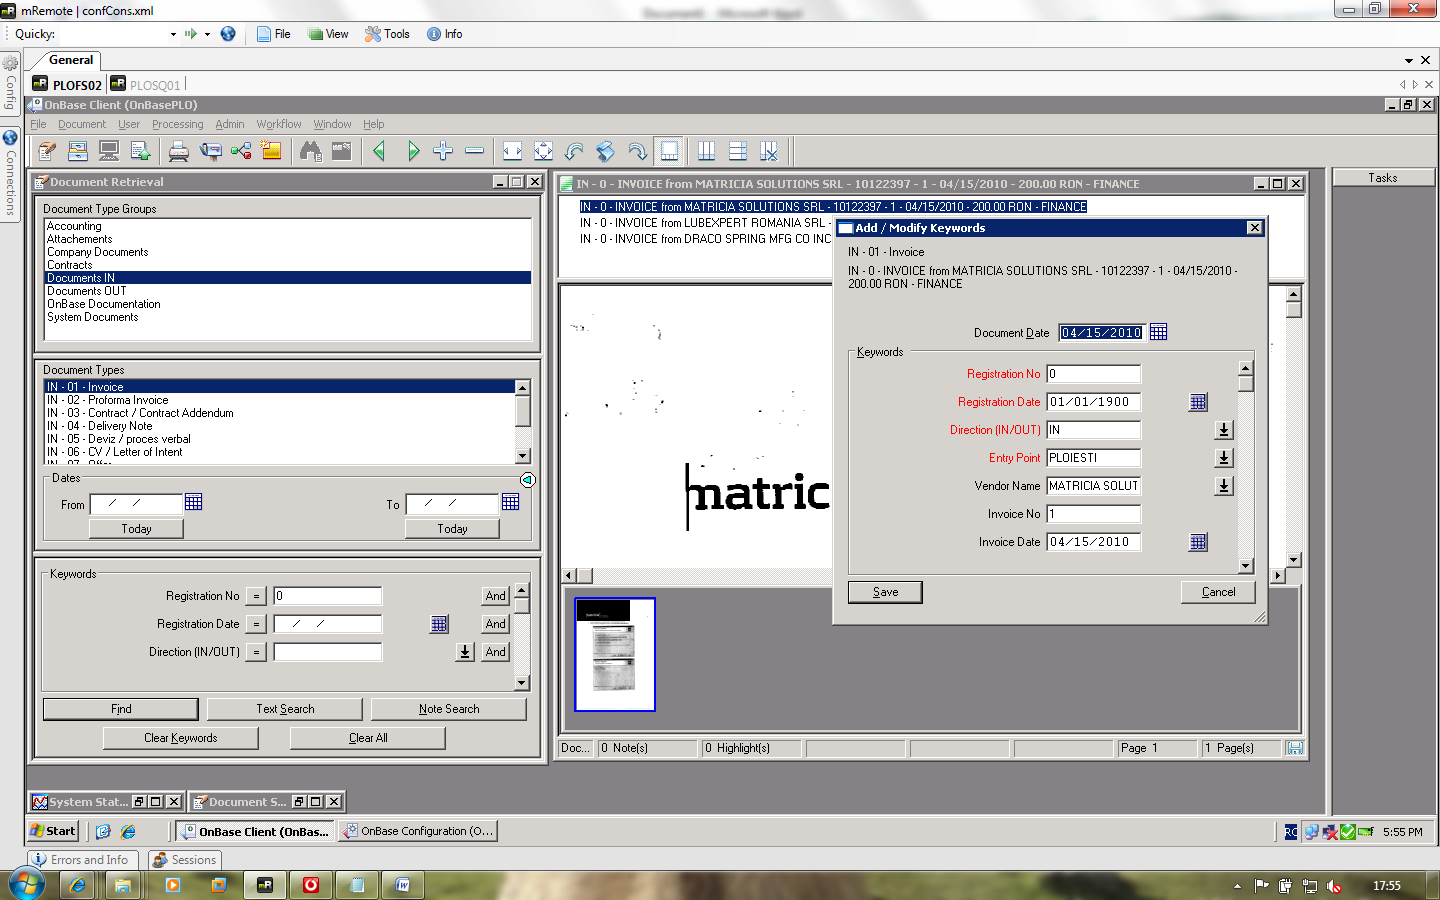 mRemote | confCons.xml
Quicky:
File
View
Tools
Info
General
PLOFS02
PLOSQ01
Config
Connections
OnBase Client (OnBasePLO)
File Document User Processing Admin Workflow Window Help
Document Retrieval
Document Type Groups
Accounting
Attachements
Company Documents
Contracts
Documents IN
Documents OUT
OnBase Documentation
System Documents
Document Types
IN - 01 - Invoice
IN - 02 - Proforma Invoice
IN - 03 - Contract / Contract Addendum
IN - 04 - Delivery Note
IN - 05 - Deviz / proces verbal
IN - 06 - CV / Letter of Intent
Dates
From / / To / /
Today Today
Keywords
Registration No = 0 And
Registration Date = / / And
Direction (IN/OUT) = And
Find Text Search Note Search
Clear Keywords Clear All
IN - 0 - INVOICE from MATRICIA SOLUTIONS SRL - 10122397 - 1 - 04/15/2010 - 200.00 RON - FINANCE
IN - 0 - INVOICE from MATRICIA SOLUTIONS SRL - 10122397 - 1 - 04/15/2010 - 200.00 RON - FINANCE
IN - 0 - INVOICE from LUBEXPERT ROMANIA SRL -
IN - 0 - INVOICE from DRACO SPRING MFG CO INC
matric
Add / Modify Keywords
IN - 01 - Invoice
IN - 0 - INVOICE from MATRICIA SOLUTIONS SRL - 10122397 - 1 - 04/15/2010 -
200.00 RON - FINANCE
Document Date 04/15/2010
Keywords
Registration No 0
Registration Date 01/01/1900
Direction (IN/OUT) IN
Entry Point PLOIESTI
Vendor Name MATRICIA SOLUT
Invoice No 1
Invoice Date 04/15/2010
Save Cancel
Doc... 0 Note(s) 0 Highlight(s) Page 1 1 Page(s)
Tasks
System Stat...
Document S...
Start
OnBase Client (OnBas...
OnBase Configuration (O...
RO
5:55 PM
Errors and Info
Sessions
17:55